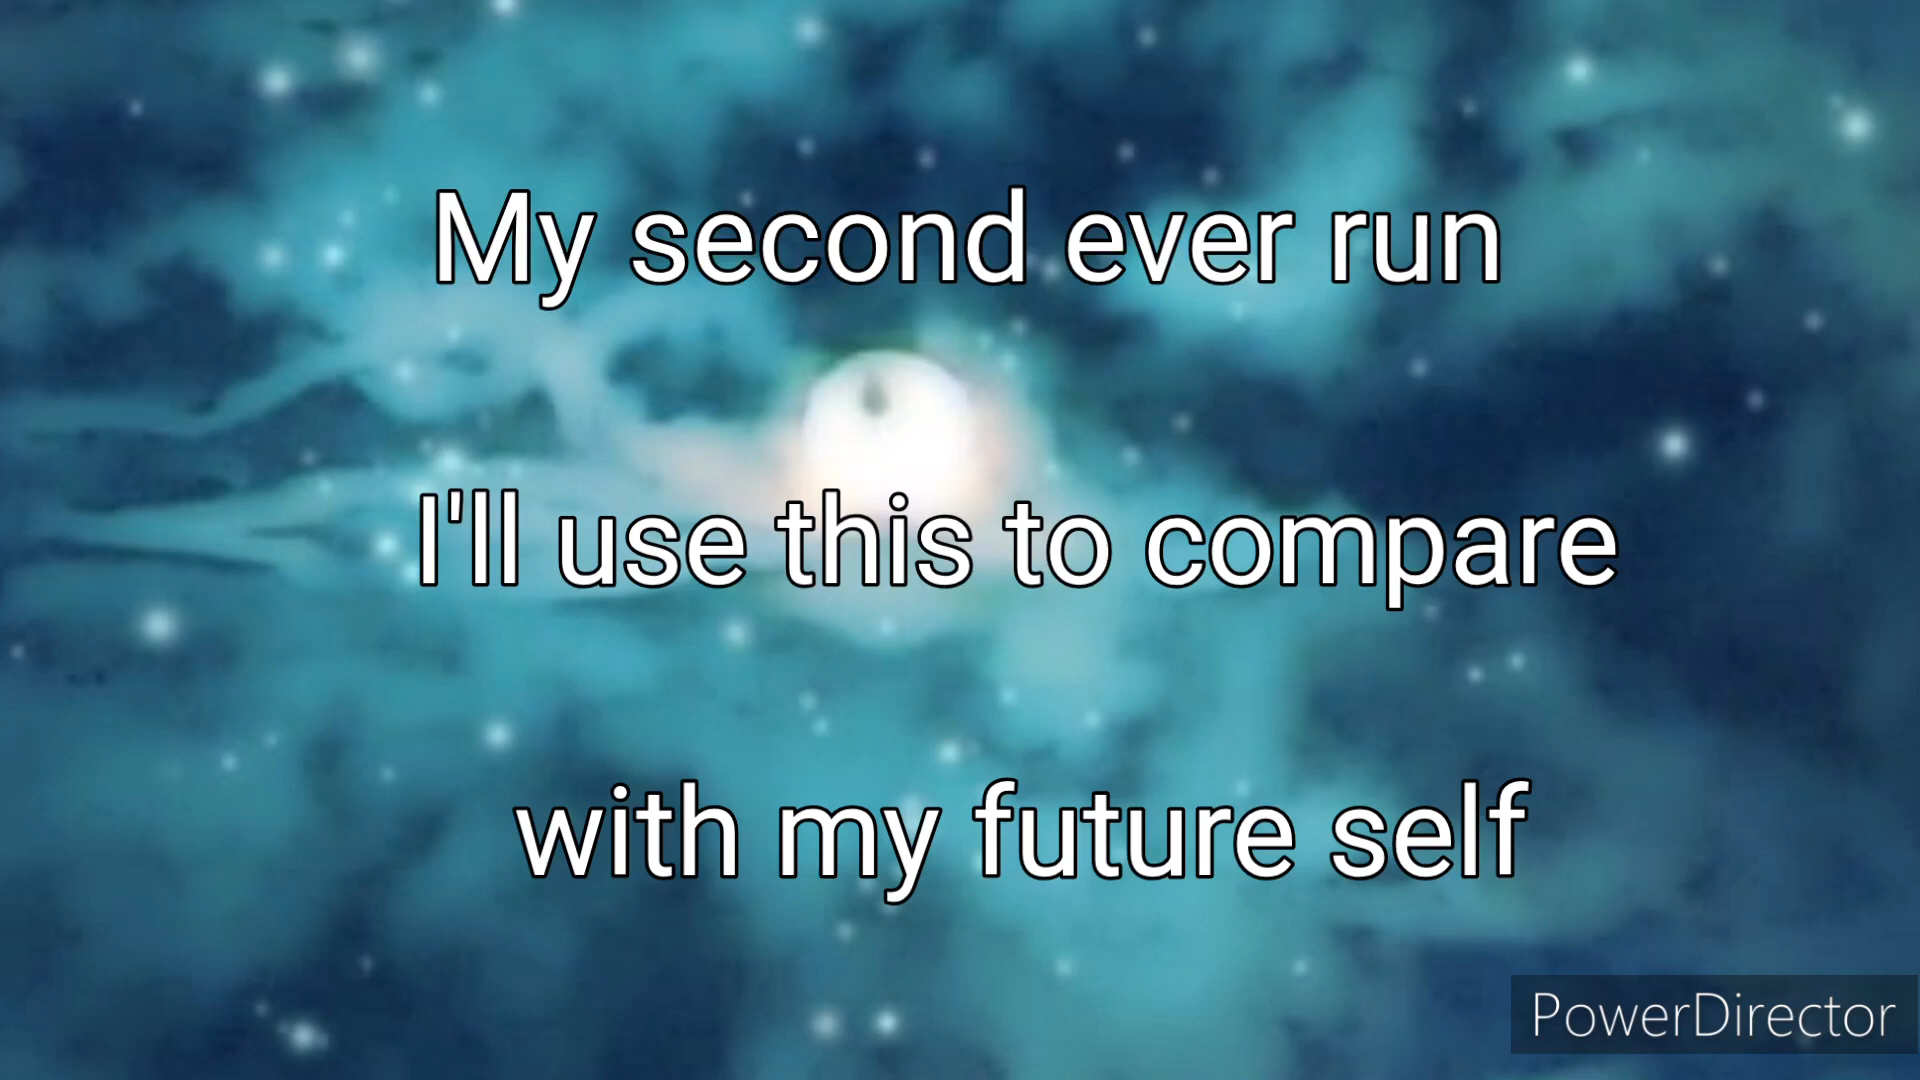 My second ever run
I'll use this to compare
with my future self
PowerDirector